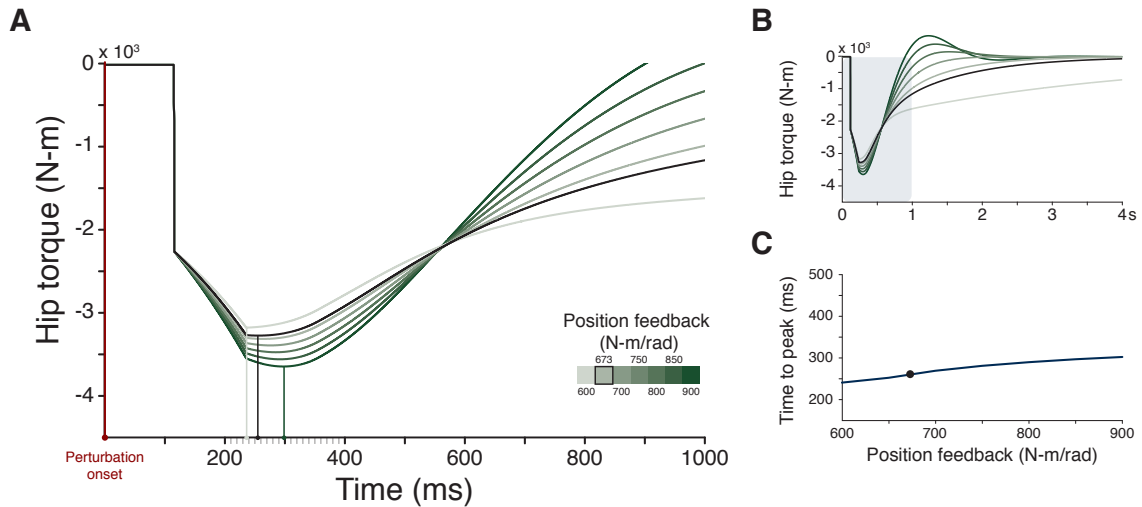 A
x 10³
0
-1
-2
-3
-4
Hip torque (N-m)
Perturbation
onset
200
400
600
800
1000
Time (ms)
Position feedback
(N-m/rad)
673
750
850
600
700
800
900
B
x 10³
0
-1
-2
-3
-4
Hip torque (N-m)
0
1
2
3
4s
C
500
400
300
200
Time to peak (ms)
600
700
800
900
Position feedback (N-m/rad)